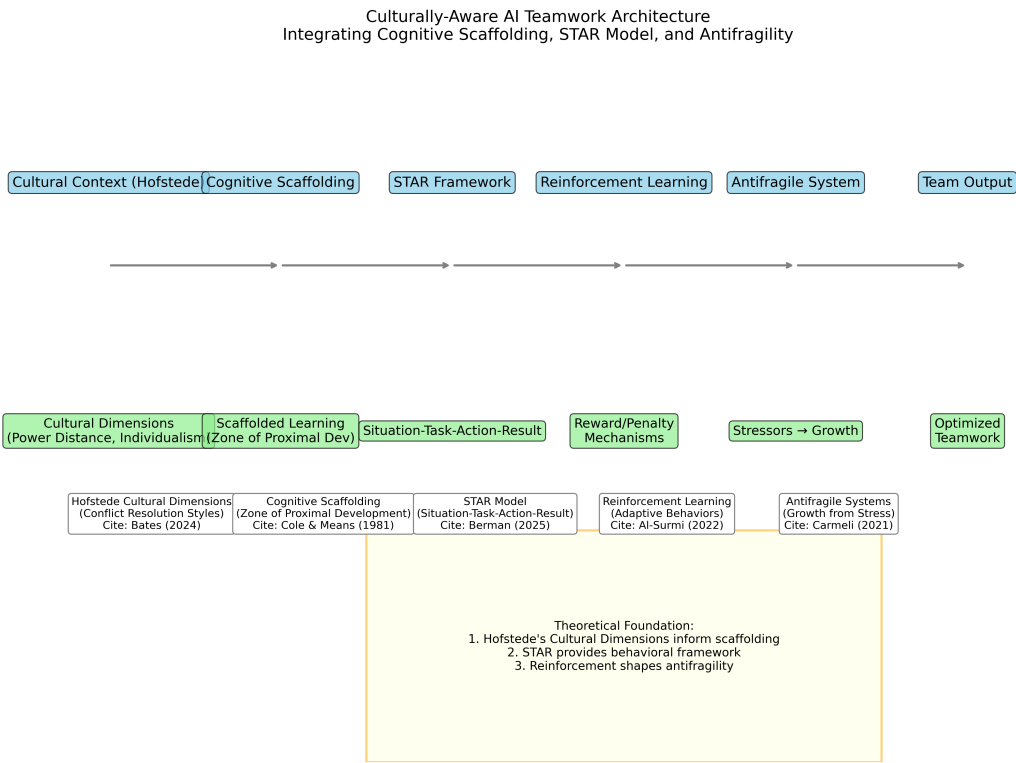 Culturally-Aware AI Teamwork Architecture
Integrating Cognitive Scaffolding, STAR Model, and Antifragility
Cultural Context (Hofstede)
Cognitive Scaffolding
STAR Framework
Reinforcement Learning
Antifragile System
Team Output
Cultural Dimensions
(Power Distance, Individualism)
Scaffolded Learning
(Zone of Proximal Dev)
Situation-Task-Action-Result
Reward/Penalty
Mechanisms
Stressors → Growth
Optimized
Teamwork
Hofstede Cultural Dimensions
(Conflict Resolution Styles)
Cite: Bates (2024)
Cognitive Scaffolding
(Zone of Proximal Development)
Cite: Cole & Means (1981)
STAR Model
(Situation-Task-Action-Result)
Cite: Berman (2025)
Reinforcement Learning
(Adaptive Behaviors)
Cite: Al-Surmi (2022)
Antifragile Systems
(Growth from Stress)
Cite: Carmeli (2021)
Theoretical Foundation:
1. Hofstede's Cultural Dimensions inform scaffolding
2. STAR provides behavioral framework
3. Reinforcement shapes antifragility